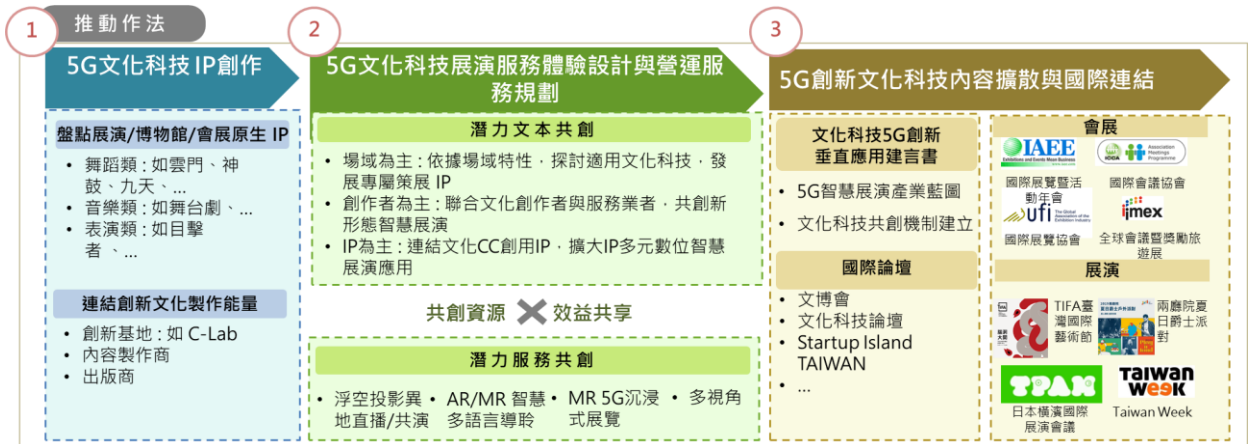 推動作法
1
5G文化科技IP創作
盤點展演/博物館/會展原生 IP
• 舞蹈類：如雲門、神
鼓、九天、...
• 音樂類：如舞台劇、...
• 表演類：如目擊
者 、...
連結創新文化製作能量
• 創新基地：如 C-Lab
• 內容製作商
• 出版商
2
5G文化科技展演服務體驗設計與營運服
務規劃
潛力文本共創
• 場域為主：依據場域特性，探討適用文化科技，發
展專屬策展 IP
• 創作者為主：聯合文化創作者與服務業者，共創新
形態智慧展演
• IP為主：連結文化CC創用IP，擴大IP多元數位智慧
展演應用
共創資源 ✕ 效益共享
潛力服務共創
• 浮空投影異
地直播/共演
• AR/MR 智慧
多語言導聆
• MR 5G沉浸
式展覽
• 多視角
3
5G創新文化科技內容擴散與國際連結
文化科技5G創新
垂直應用建言書
• 5G智慧展演產業藍圖
• 文化科技共創機制建立
國際論壇
• 文博會
• 文化科技論壇
• Startup Island
TAIWAN
• ...
會展
IAEE
Exhibitions and Events Mean Business
國際展覽暨活
動年會
ICCA
Association
Meetings
Programme
國際會議協會
ufi
The Global
Association of the
Exhibition Industry
國際展覽協會
imex
全球會議暨獎勵旅
遊展
展演
TIFA臺
灣國際
藝術節
兩廳院夏
日爵士派
對
TPAM
日本橫濱國際
展演會議
TAIWAN
WEEK
Taiwan Week